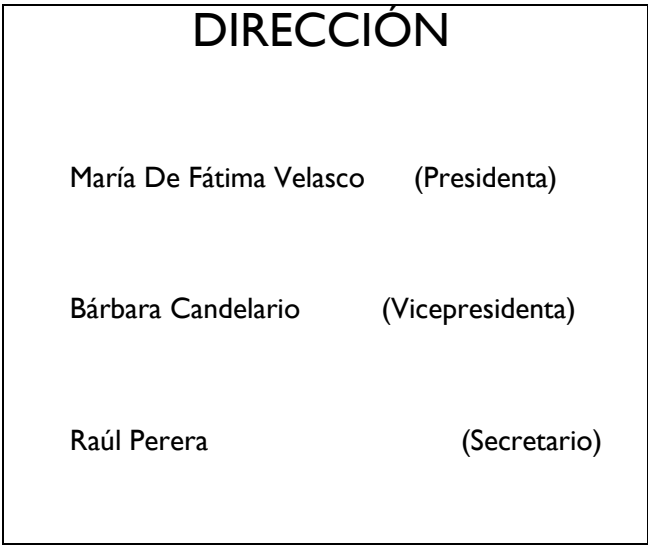 DIRECCIÓN
María De Fátima Velasco (Presidenta)
Bárbara Candelario (Vicepresidenta)
Raúl Perera (Secretario)